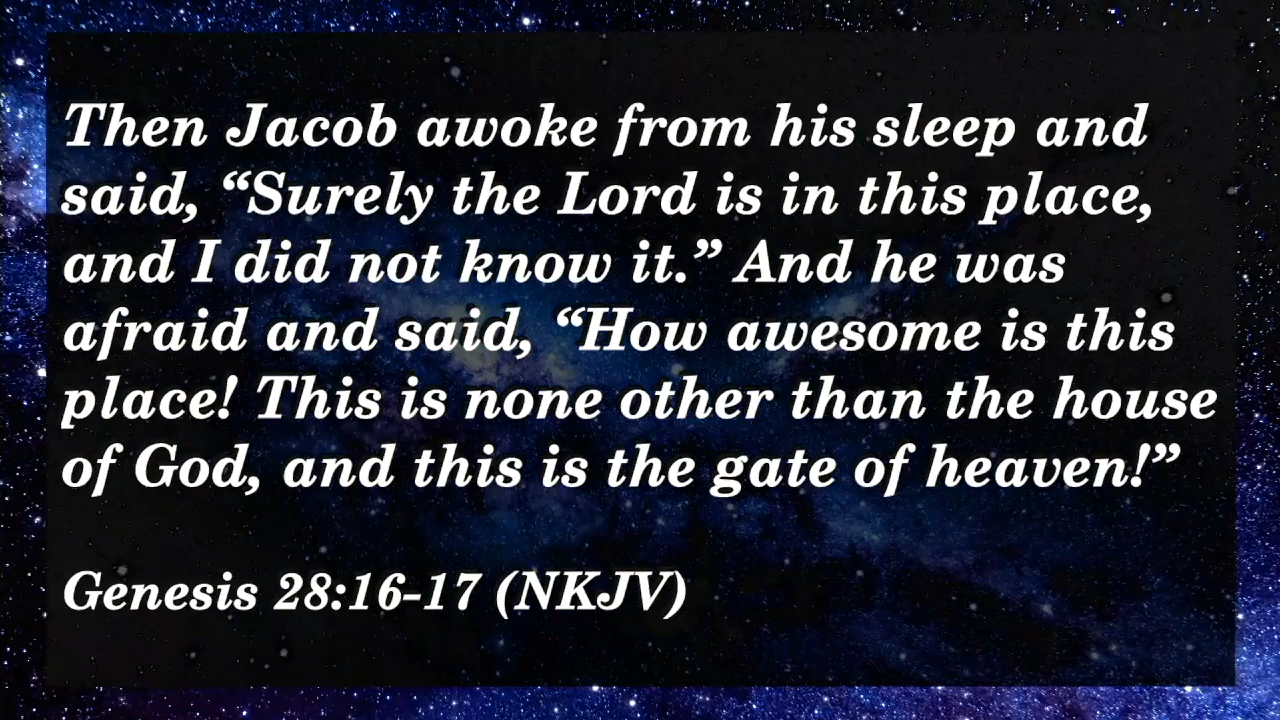 Then Jacob awoke from his sleep and
said, “Surely the Lord is in this place,
and I did not know it.” And he was
afraid and said, “How awesome is this
place! This is none other than the house
of God, and this is the gate of heaven!”
Genesis 28:16-17 (NKJV)